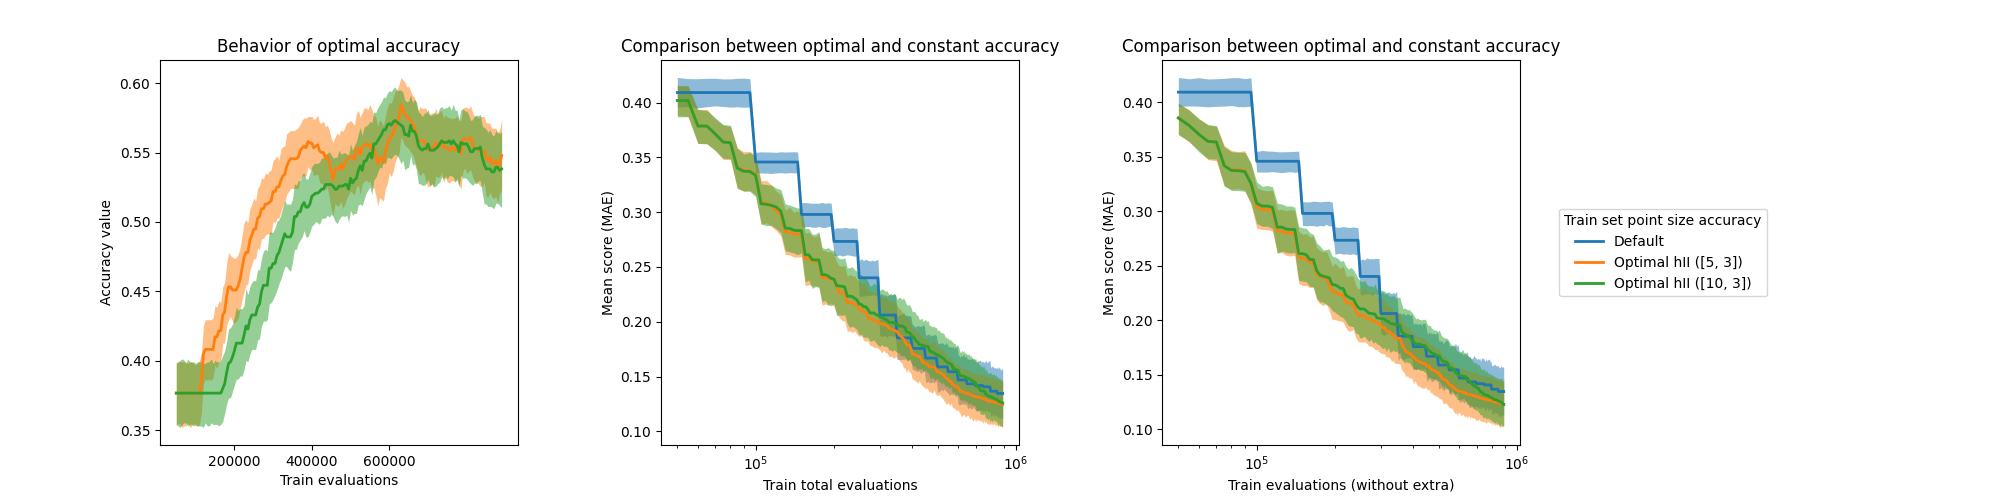 Behavior of optimal accuracy
Accuracy value
0.60
0.55
0.50
0.45
0.40
0.35
200000 400000 600000
Train evaluations
Comparison between optimal and constant accuracy
Mean score (MAE)
0.40
0.35
0.30
0.25
0.20
0.15
0.10
10^5 10^6
Train total evaluations
Comparison between optimal and constant accuracy
Mean score (MAE)
0.40
0.35
0.30
0.25
0.20
0.15
0.10
10^5 10^6
Train evaluations (without extra)
Train set point size accuracy
Default
Optimal hII ([5, 3])
Optimal hII ([10, 3])